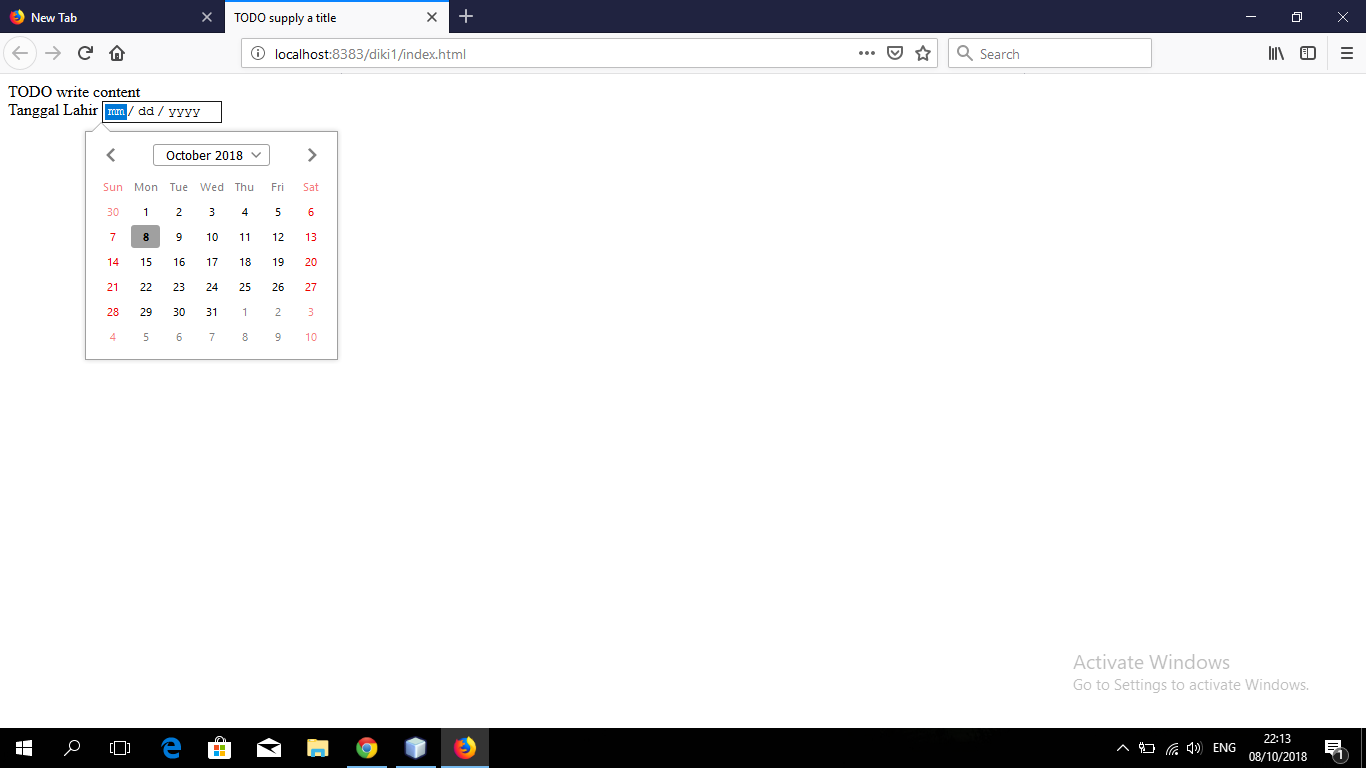 New Tab
TODO supply a title
localhost:8383/diki1/index.html
Search
TODO write content
Tanggal Lahir mm / dd / yyyy
October 2018
Sun Mon Tue Wed Thu Fri Sat
30 1 2 3 4 5 6
7 8 9 10 11 12 13
14 15 16 17 18 19 20
21 22 23 24 25 26 27
28 29 30 31 1 2 3
4 5 6 7 8 9 10
Activate Windows
Go to Settings to activate Windows.
ENG
22:13
08/10/2018
1